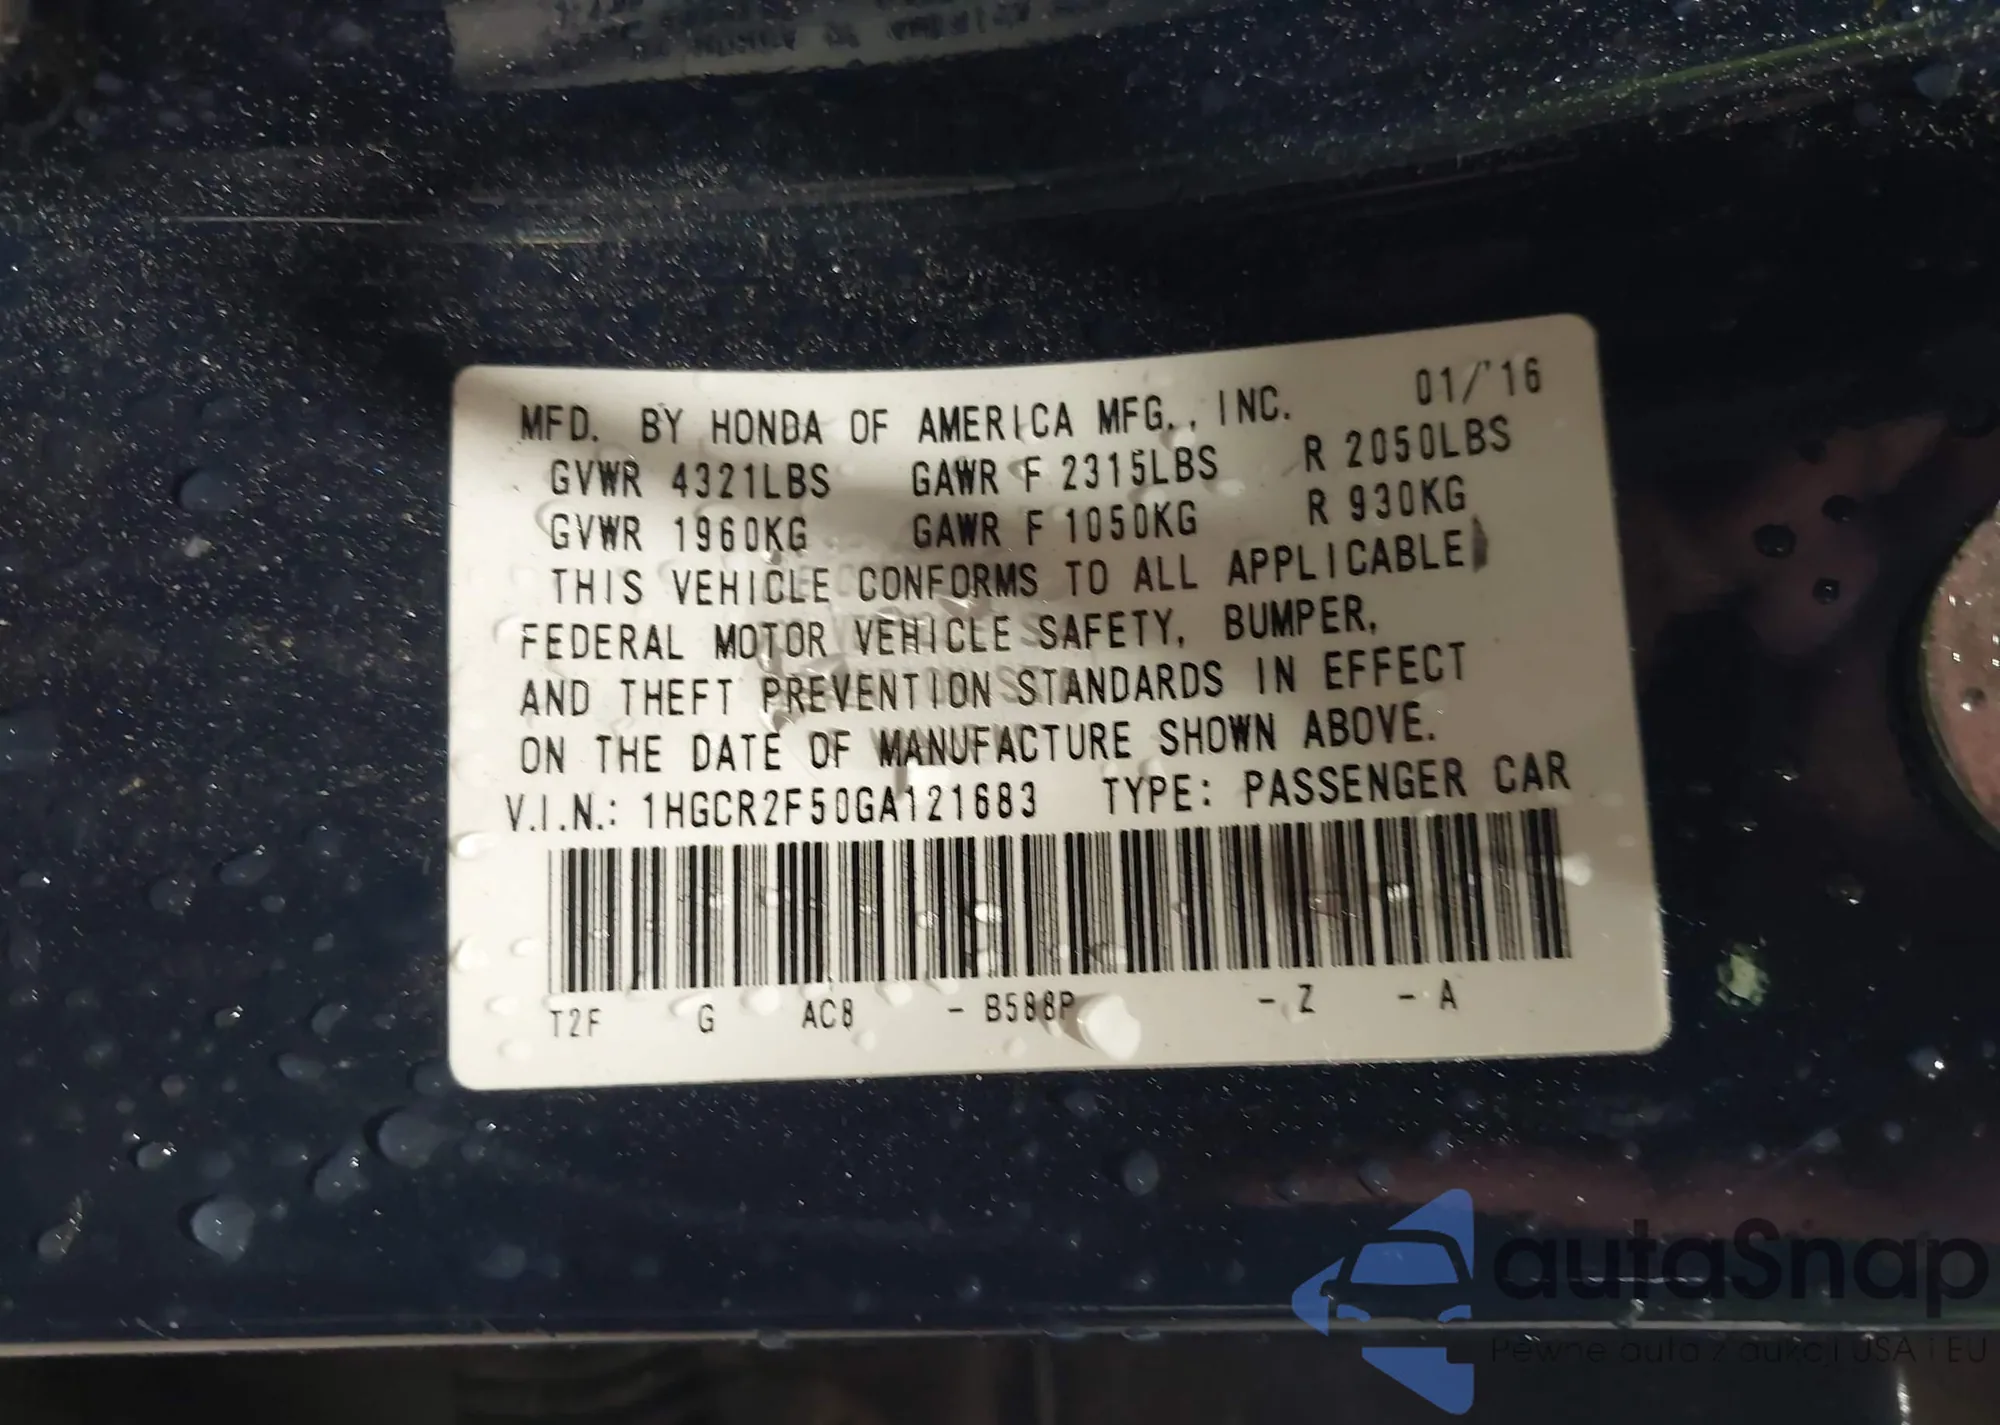 MFD. BY HONDA OF AMERICA MFG., INC. 01/'16
GVWR 4321LBS GAWR F 2315LBS R 2050LBS
GVWR 1960KG GAWR F 1050KG R 930KG
THIS VEHICLE CONFORMS TO ALL APPLICABLE
FEDERAL MOTOR VEHICLE SAFETY, BUMPER,
AND THEFT PREVENTION STANDARDS IN EFFECT
ON THE DATE OF MANUFACTURE SHOWN ABOVE.
V.I.N.: 1HGCR2F50GA121683 TYPE: PASSENGER CAR
T2F G AC8 - B588P - Z - A
autaSnap
Pewne auta z aukcji USA i EU